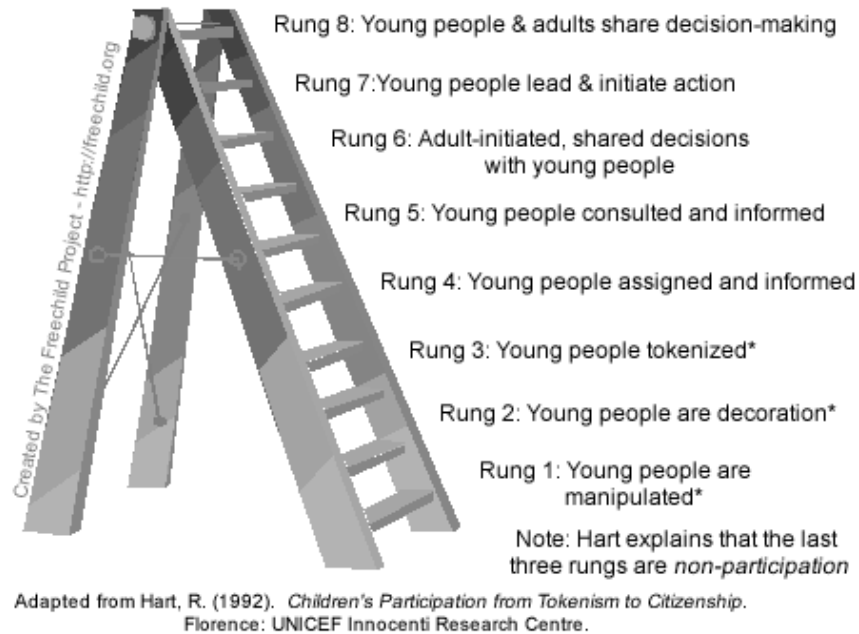 Rung 8: Young people & adults share decision-making
Rung 7:Young people lead & initiate action
Rung 6: Adult-initiated, shared decisions
with young people
Rung 5: Young people consulted and informed
Rung 4: Young people assigned and informed
Rung 3: Young people tokenized*
Rung 2: Young people are decoration*
Rung 1: Young people are
manipulated*
Note: Hart explains that the last
three rungs are non-participation
Created by The Freechild Project - http://freechild.org
Adapted from Hart, R. (1992). Children's Participation from Tokenism to Citizenship.
Florence: UNICEF Innocenti Research Centre.